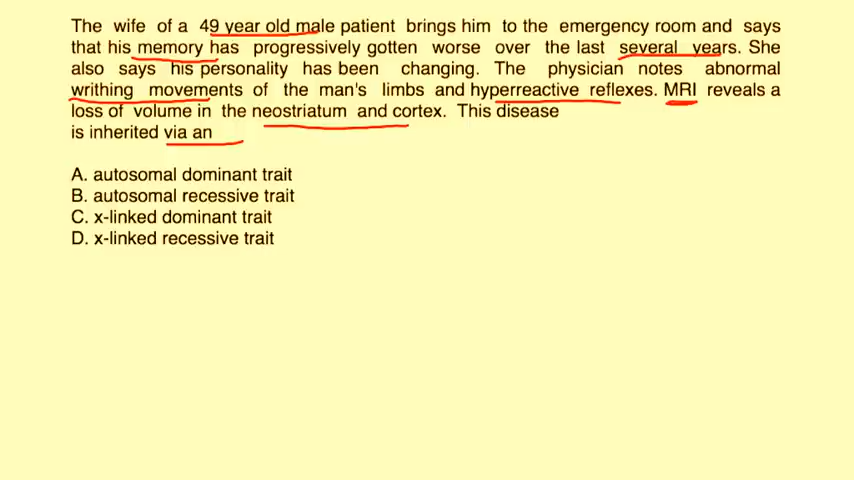 The wife of a 49 year old male patient brings him to the emergency room and says
that his memory has progressively gotten worse over the last several years. She
also says his personality has been changing. The physician notes abnormal
writhing movements of the man's limbs and hyperreactive reflexes. MRI reveals a
loss of volume in the neostriatum and cortex. This disease
is inherited via an
A. autosomal dominant trait
B. autosomal recessive trait
C. x-linked dominant trait
D. x-linked recessive trait